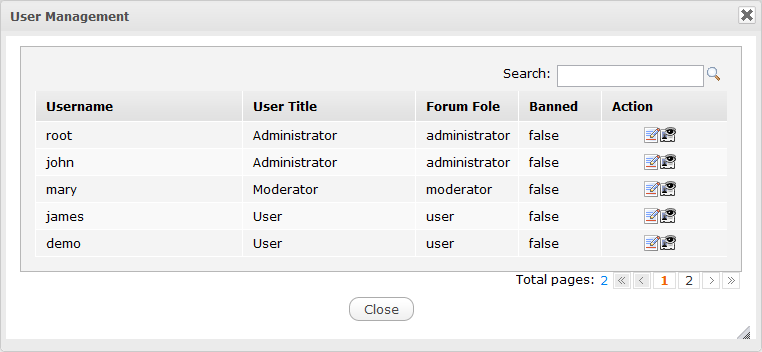 User Management
Search:
Username User Title Forum Fole Banned Action
root Administrator administrator false
john Administrator administrator false
mary Moderator moderator false
james User user false
demo User user false
Total pages: 2 « ‹ 1 2 › »
Close